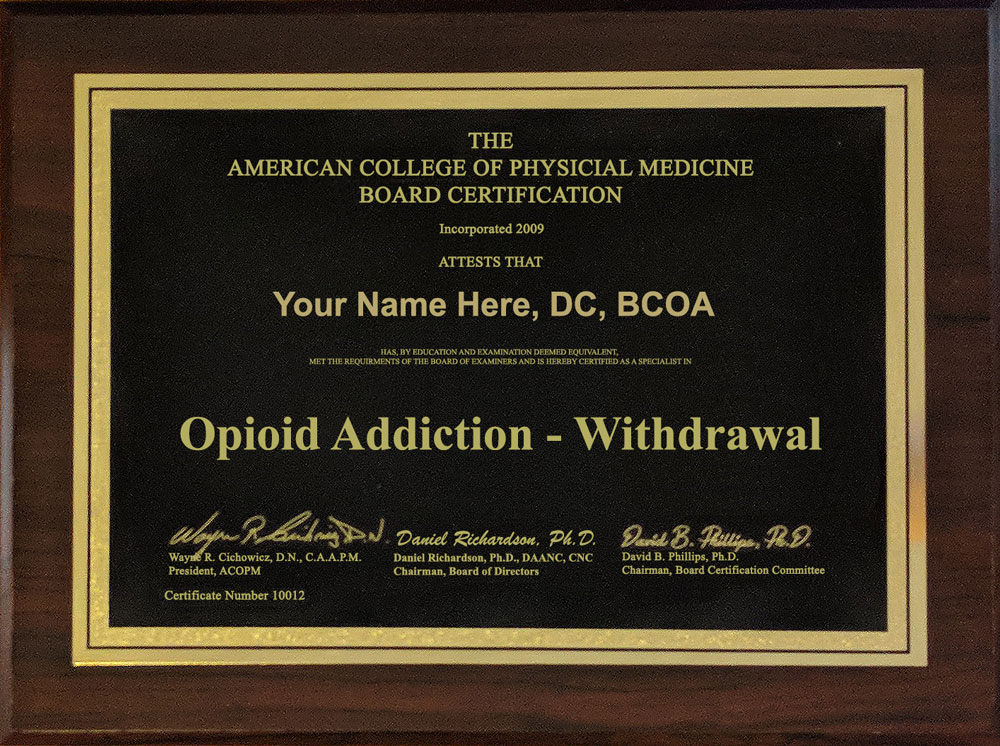 THE
AMERICAN COLLEGE OF PHYSICIAL MEDICINE
BOARD CERTIFICATION
Incorporated 2009
ATTESTS THAT
Your Name Here, DC, BCOA
HAS, BY EDUCATION AND EXAMINATION DEEMED EQUIVALENT,
MET THE REQUIRMENTS OF THE BOARD OF EXAMINERS AND IS HEREBY CERTIFIED AS A SPECIALIST IN
Opioid Addiction - Withdrawal
Wayne R. Cichowicz D.N. Daniel Richardson, Ph.D. David B. Phillips, Ph.D.
Wayne R. Cichowicz, D.N., C.A.A.P.M. Daniel Richardson, Ph.D., DAANC, CNC David B. Phillips, Ph.D.
President, ACOPM Chairman, Board of Directors Chairman, Board Certification Committee
Certificate Number 10012